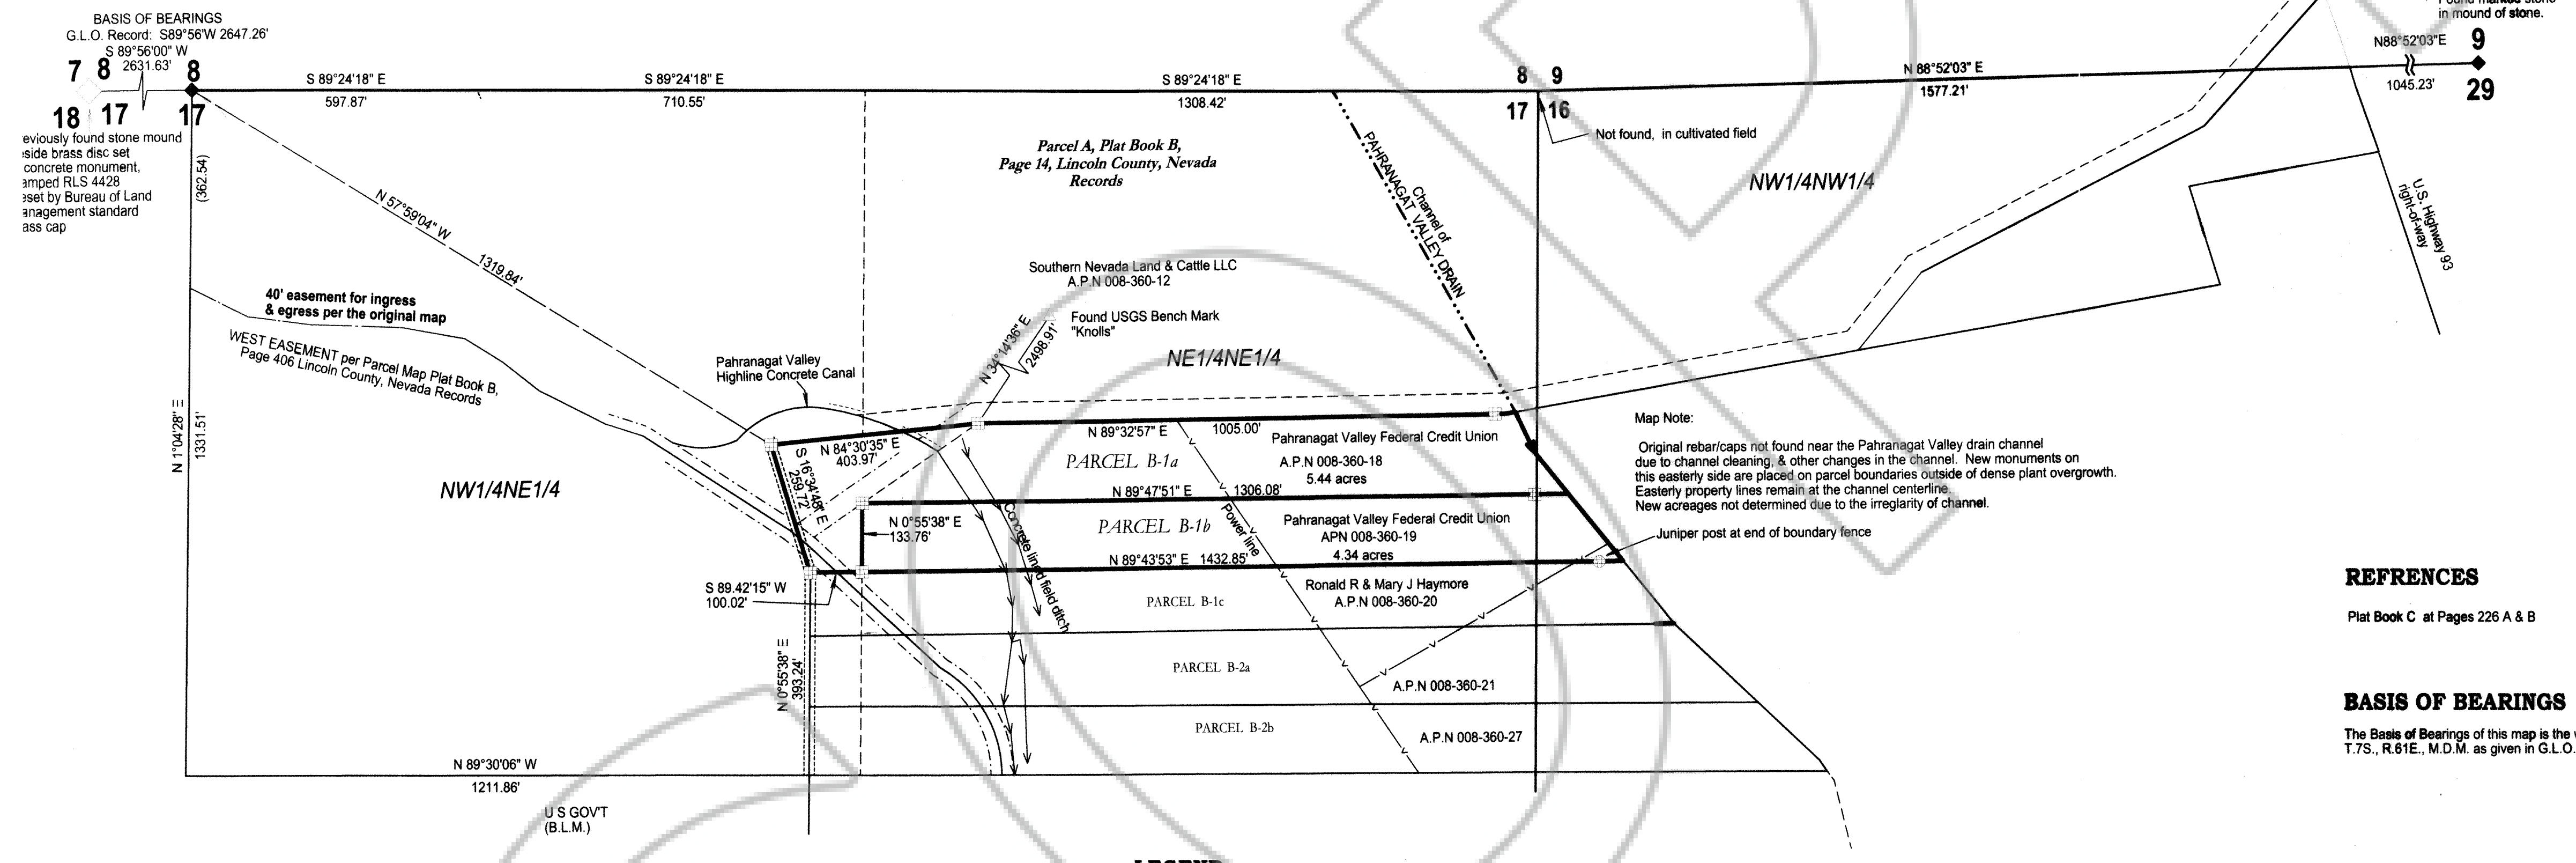 BASIS OF BEARINGS
G.L.O. Record: S89°56'W 2647.26'
S 89°56'00" W
2631.63'
7 8
8
18 17
17
S 89°24'18" E
597.87'
S 89°24'18" E
710.55'
S 89°24'18" E
1308.42'
8 9
17 16
N 88°52'03" E
1577.21'
in mound of stone.
N88°52'03"E
1045.23'
9
29
eviously found stone mound
side brass disc set
concrete monument,
amped RLS 4428
eset by Bureau of Land
anagement standard
ass cap
(362.54)
N 57°59'04" W
1319.84'
Parcel A, Plat Book B,
Page 14, Lincoln County, Nevada
Records
Not found, in cultivated field
Channel of
PAHRANAGAT VALLEY DRAIN
NW1/4NW1/4
U.S. Highway 93
right-of-way
40' easement for ingress
& egress per the original map
WEST EASEMENT per Parcel Map Plat Book B,
Page 406 Lincoln County, Nevada Records
Southern Nevada Land & Cattle LLC
A.P.N 008-360-12
Found USGS Bench Mark
"Knolls"
N 34°14'36" E
2498.91'
Pahranagat Valley
Highline Concrete Canal
NE1/4NE1/4
N 1°04'28" E
1331.51'
NW1/4NE1/4
N 84°30'35" E
403.97'
S 16°34'48" E
259.72'
N 89°32'57" E 1005.00'
Pahranagat Valley Federal Credit Union
PARCEL B-1a
A.P.N 008-360-18
5.44 acres
N 89°47'51" E 1306.08'
N 0°55'38" E
133.76'
PARCEL B-1b
Pahranagat Valley Federal Credit Union
APN 008-360-19
4.34 acres
N 89°43'53" E 1432.85'
Concrete lined field ditch
Power line
Map Note:
Original rebar/caps not found near the Pahranagat Valley drain channel
due to channel cleaning, & other changes in the channel. New monuments on
this easterly side are placed on parcel boundaries outside of dense plant overgrowth.
Easterly property lines remain at the channel centerline.
New acreages not determined due to the irregality of channel.
Juniper post at end of boundary fence
S 89.42'15" W
100.02'
Ronald R & Mary J Haymore
A.P.N 008-360-20
PARCEL B-1c
N 0°55'38" E
393.24'
PARCEL B-2a
A.P.N 008-360-21
PARCEL B-2b
A.P.N 008-360-27
N 89°30'06" W
1211.86'
U S GOV'T
(B.L.M.)
REFRENCES
Plat Book C at Pages 226 A & B
BASIS OF BEARINGS
The Basis of Bearings of this map is the
T.7S., R.61E., M.D.M. as given in G.L.O.
LEGEND